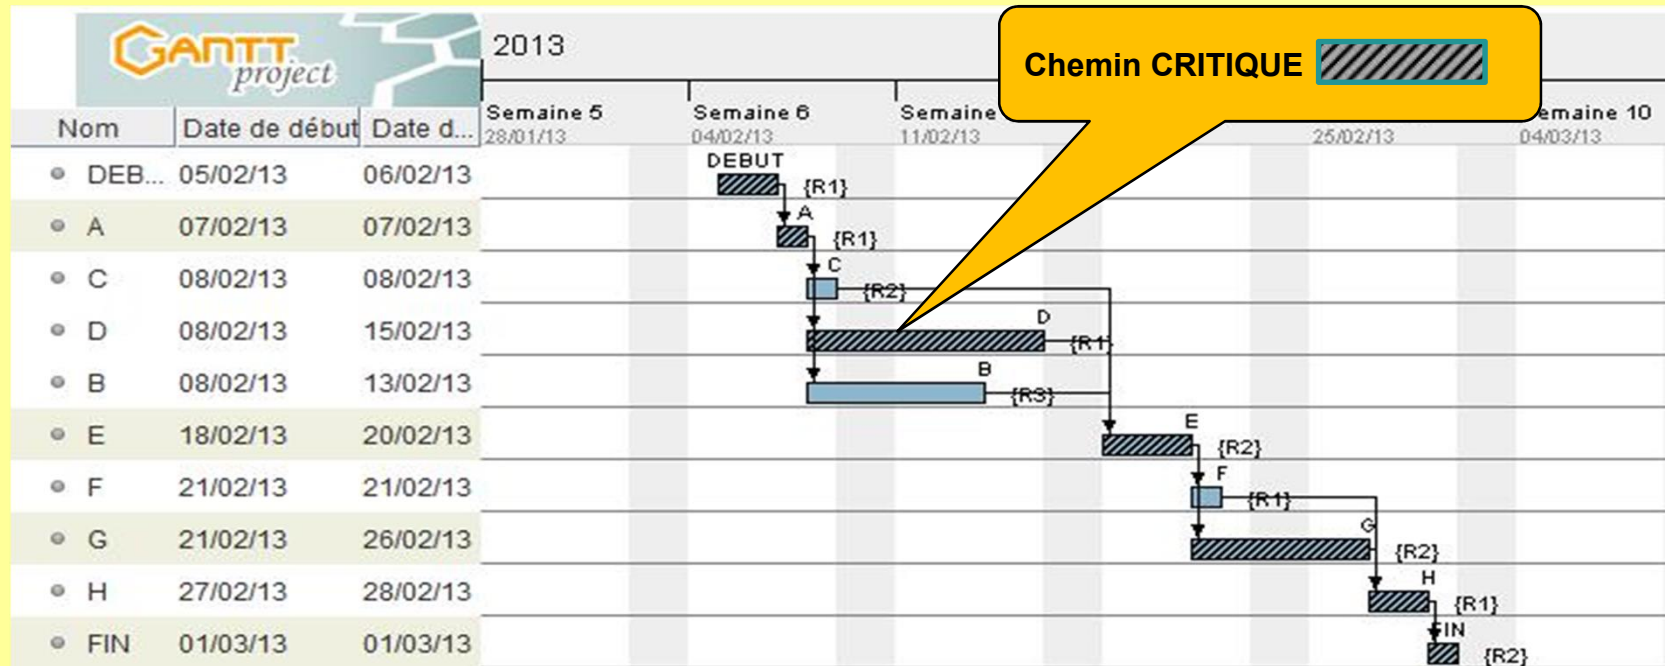 GANTT
project
2013
Chemin CRITIQUE
Nom Date de début Date d...
Semaine 5 Semaine 6 Semaine emaine 10
28/01/13 04/02/13 11/02/13 25/02/13 04/03/13
DEB... 05/02/13 06/02/13
DEBUT
{R1}
A 07/02/13 07/02/13
A
{R1}
C 08/02/13 08/02/13
C
{R2}
D 08/02/13 15/02/13
D
{R1}
B 08/02/13 13/02/13
B
{R3}
E 18/02/13 20/02/13
E
{R2}
F 21/02/13 21/02/13
F
{R1}
G 21/02/13 26/02/13
G
{R2}
H 27/02/13 28/02/13
H
{R1}
FIN 01/03/13 01/03/13
FIN
{R2}